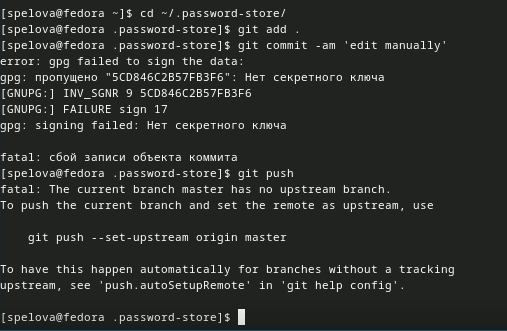 [spelova@fedora ~]$ cd ~/.password-store/
[spelova@fedora .password-store]$ git add .
[spelova@fedora .password-store]$ git commit -am 'edit manually'
error: gpg failed to sign the data:
gpg: пропущено "5CD846C2B57FB3F6": Нет секретного ключа
[GNUPG:] INV_SGNR 9 5CD846C2B57FB3F6
[GNUPG:] FAILURE sign 17
gpg: signing failed: Нет секретного ключа

fatal: сбой записи объекта коммита
[spelova@fedora .password-store]$ git push
fatal: The current branch master has no upstream branch.
To push the current branch and set the remote as upstream, use

    git push --set-upstream origin master

To have this happen automatically for branches without a tracking
upstream, see 'push.autoSetupRemote' in 'git help config'.

[spelova@fedora .password-store]$